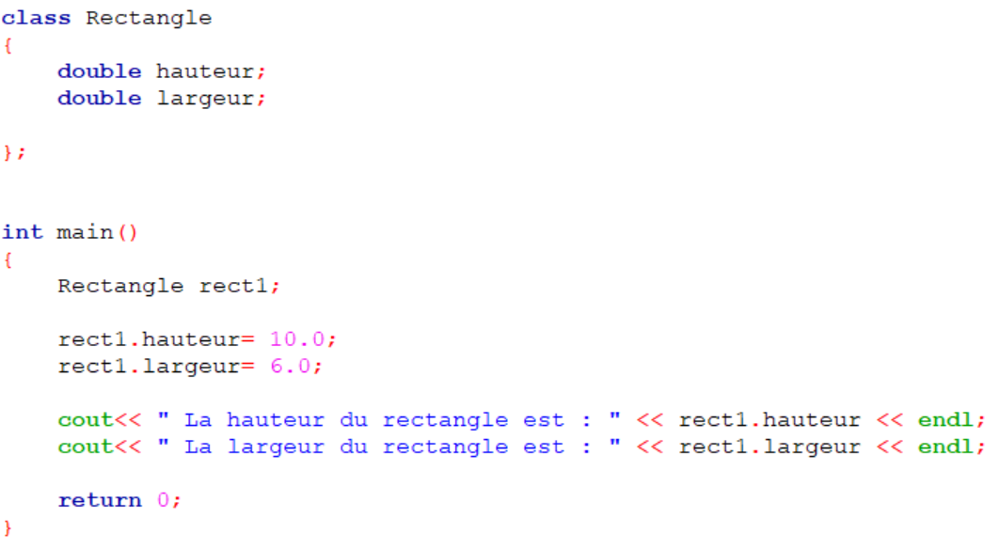 class Rectangle
{
    double hauteur;
    double largeur;
};
int main()
{
    Rectangle rect1;
    rect1.hauteur= 10.0;
    rect1.largeur= 6.0;
    cout<< " La hauteur du rectangle est : " << rect1.hauteur << endl;
    cout<< " La largeur du rectangle est : " << rect1.largeur << endl;
    return 0;
}